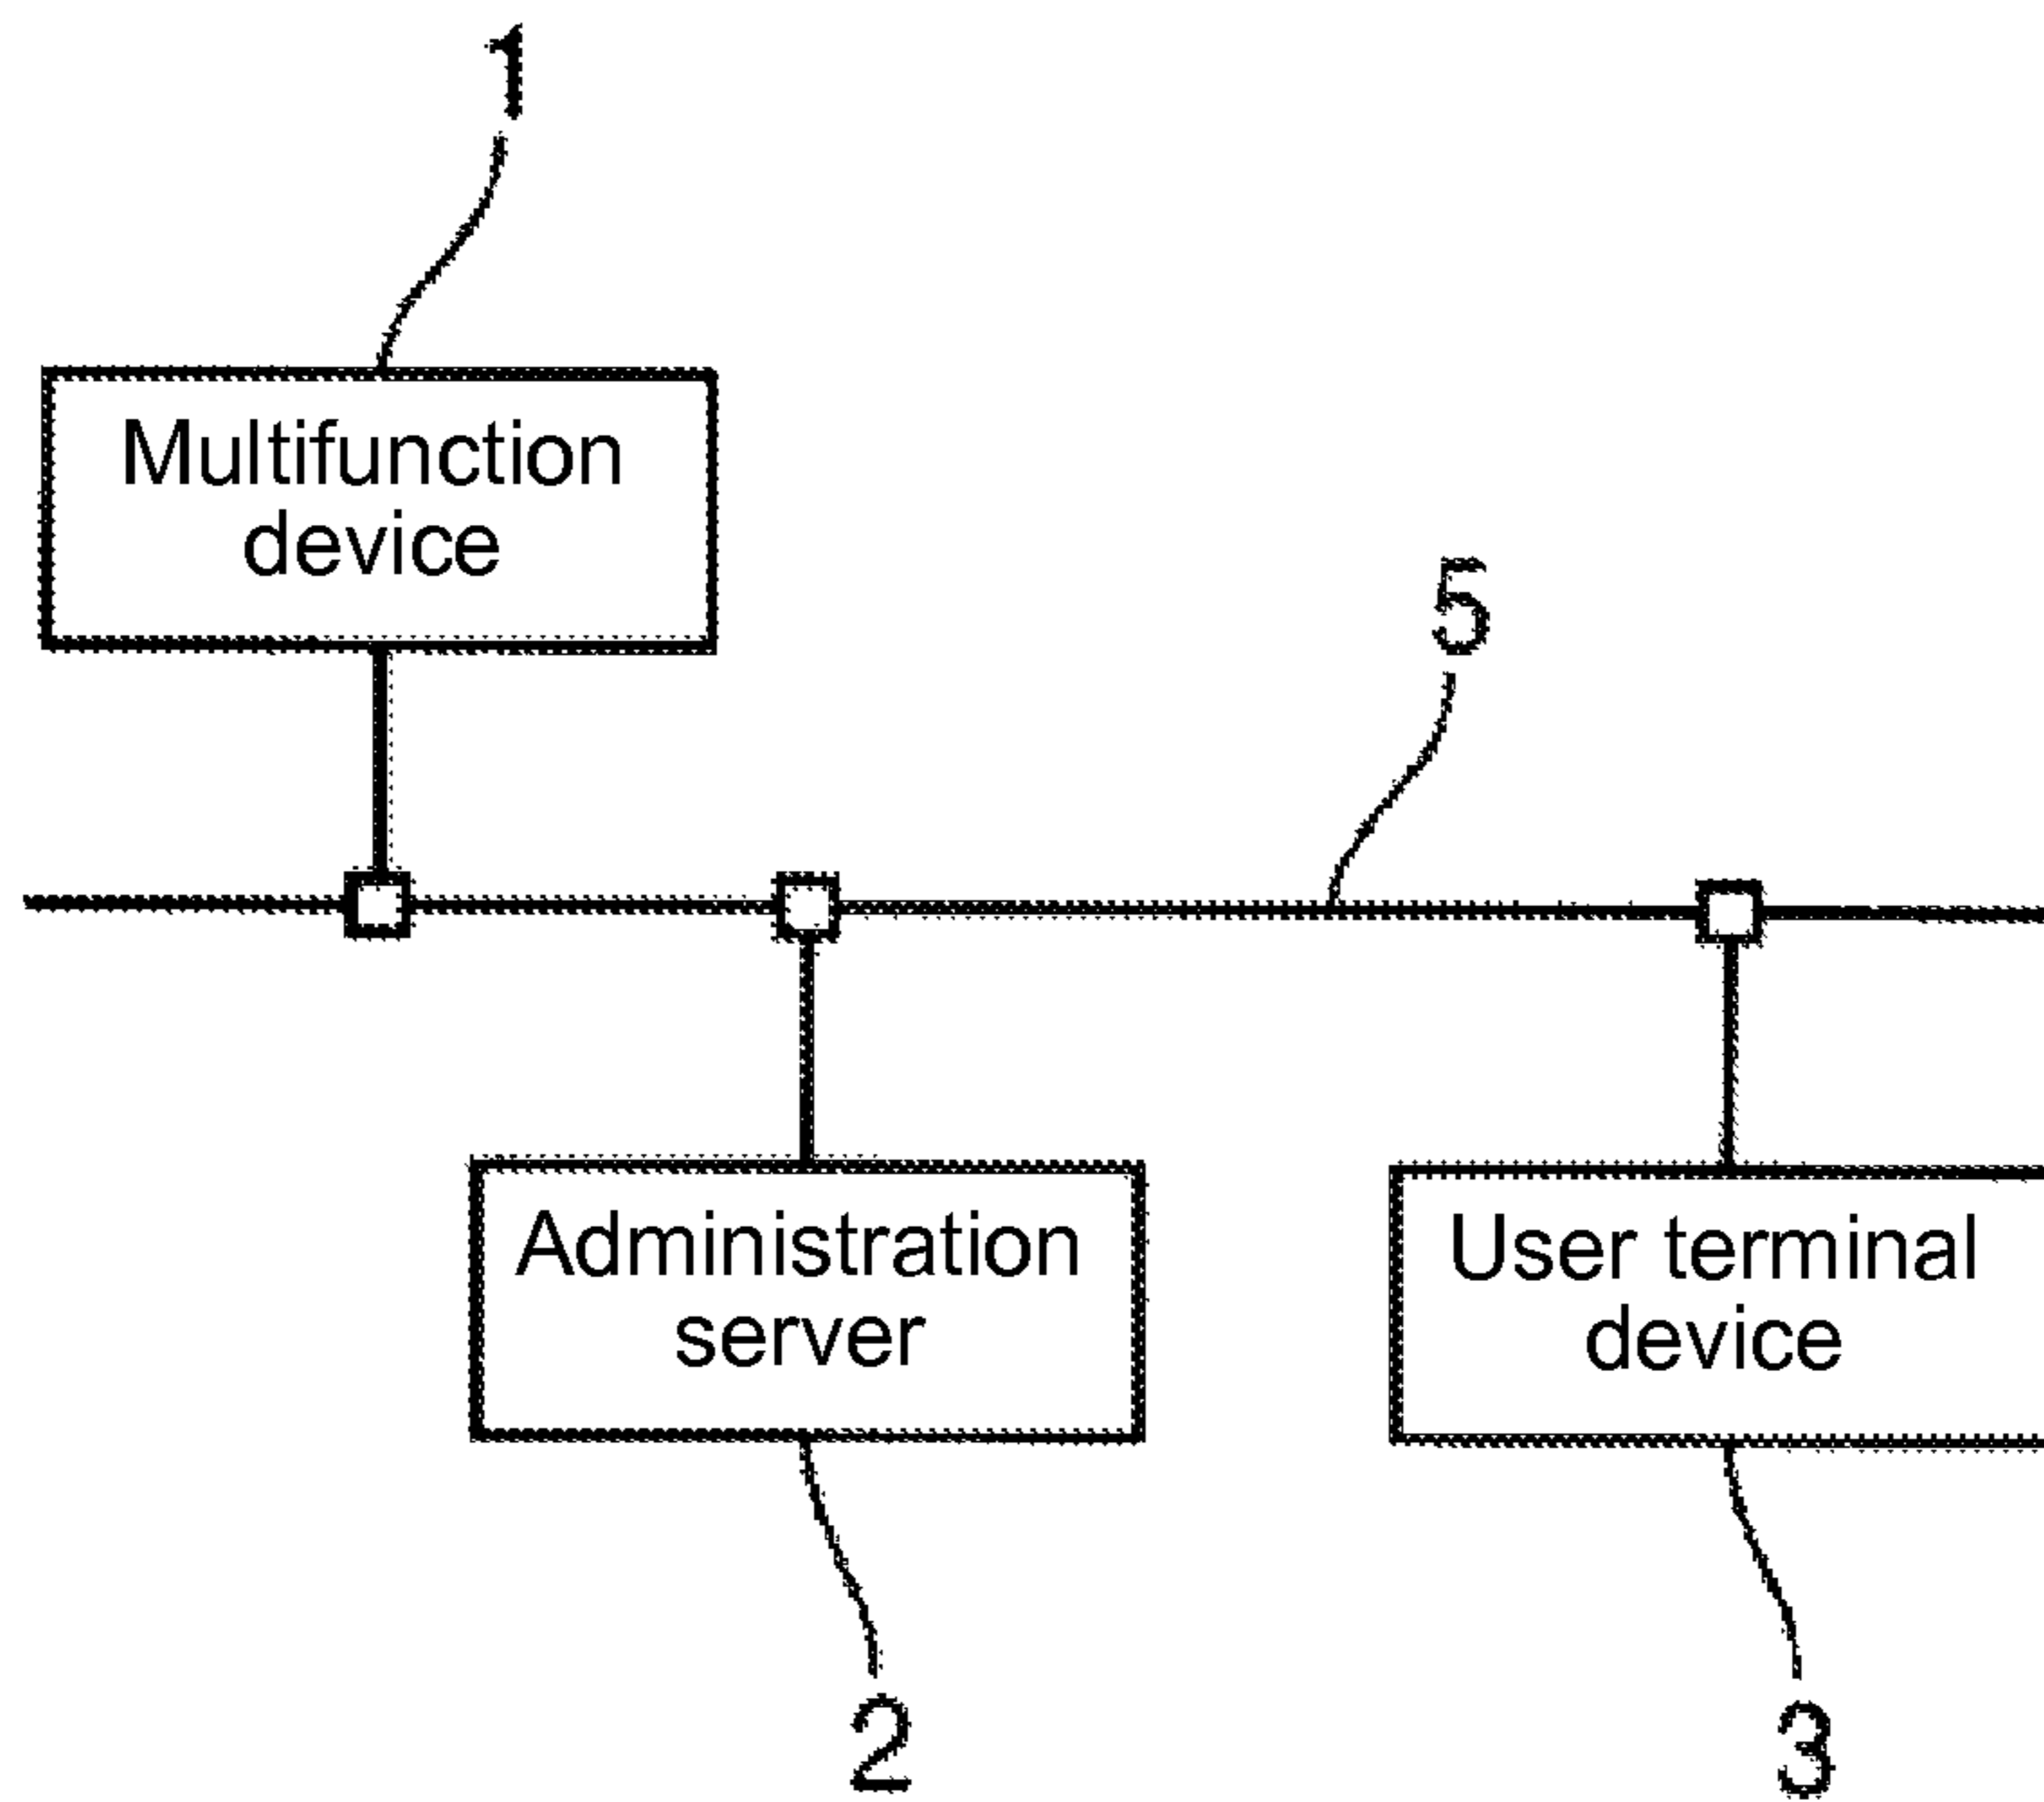 1
Multifunction
device
5
Administration
server
User terminal
device
2
3